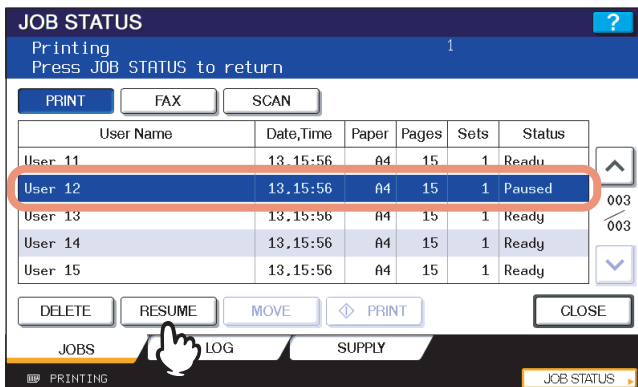 JOB STATUS ?
Printing 1
Press JOB STATUS to return
PRINT FAX SCAN
User Name Date,Time Paper Pages Sets Status
User 11 13,15:56 A4 15 1 Ready
User 12 13,15:56 A4 15 1 Paused
User 13 13,15:56 A4 15 1 Ready
User 14 13,15:56 A4 15 1 Ready
User 15 13,15:56 A4 15 1 Ready
003
003
DELETE RESUME MOVE PRINT CLOSE
JOBS LOG SUPPLY
PRINTING JOB STATUS